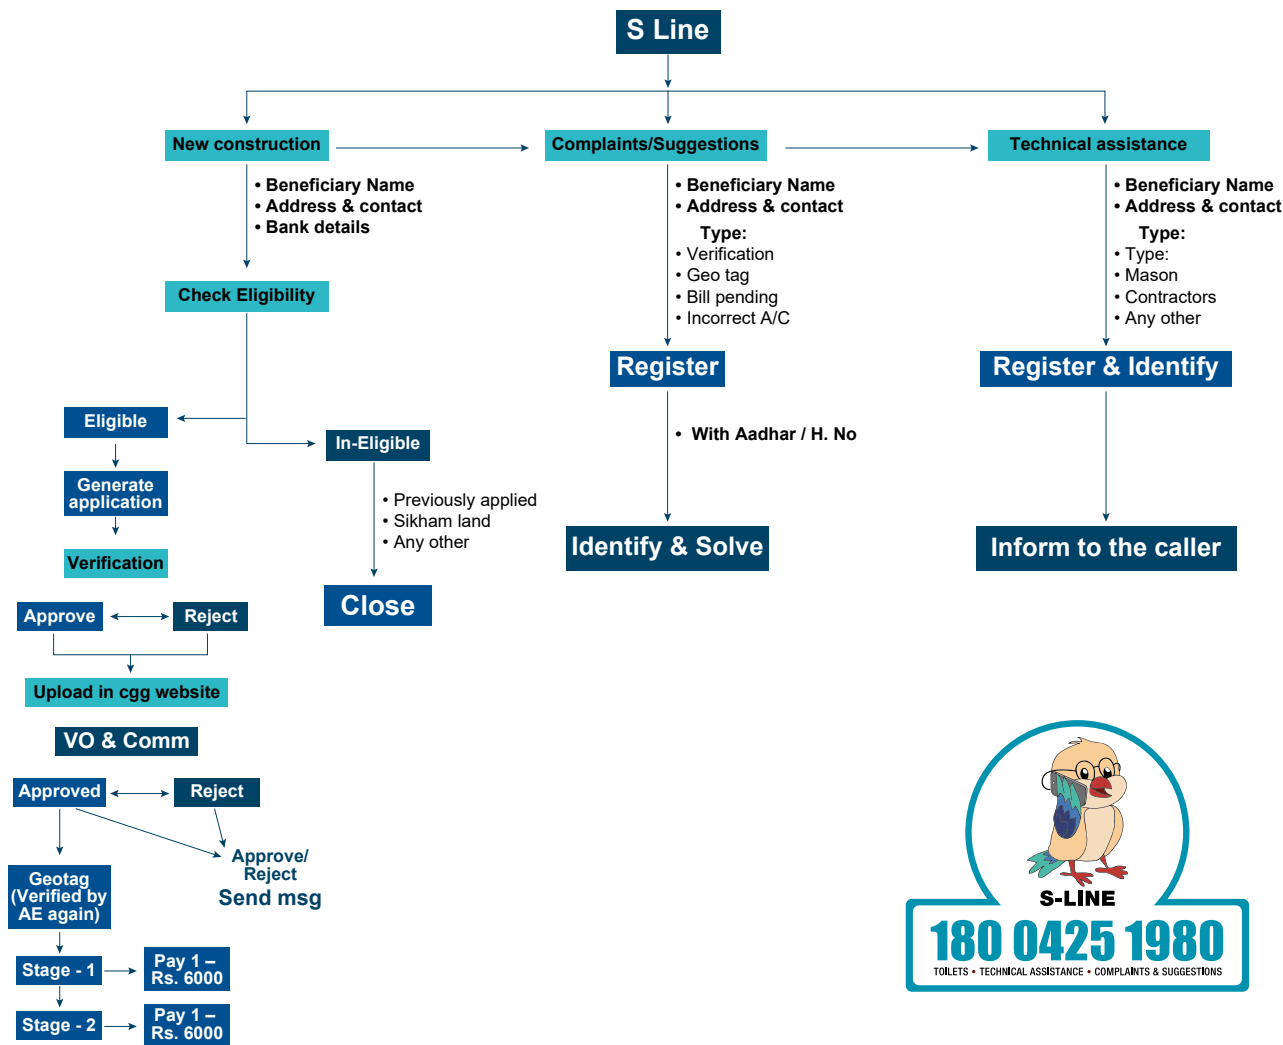 S Line
New construction
Complaints/Suggestions
Technical assistance
• Beneficiary Name
• Address & contact
• Bank details
• Beneficiary Name
• Address & contact
Type:
• Verification
• Geo tag
• Bill pending
• Incorrect A/C
• Beneficiary Name
• Address & contact
Type:
• Type:
• Mason
• Contractors
• Any other
Check Eligibility
Register
Register & Identify
Eligible
In-Eligible
• With Aadhar / H. No
Generate
application
• Previously applied
• Sikham land
• Any other
Verification
Identify & Solve
Inform to the caller
Close
Approve
Reject
Upload in cgg website
VO & Comm
Approved
Reject
Approve/
Reject
Send msg
Geotag
(Verified by
AE again)
Stage - 1
Pay 1 –
Rs. 6000
Stage - 2
Pay 1 –
Rs. 6000
S-LINE
180 0425 1980
TOILETS • TECHNICAL ASSISTANCE • COMPLAINTS & SUGGESTIONS